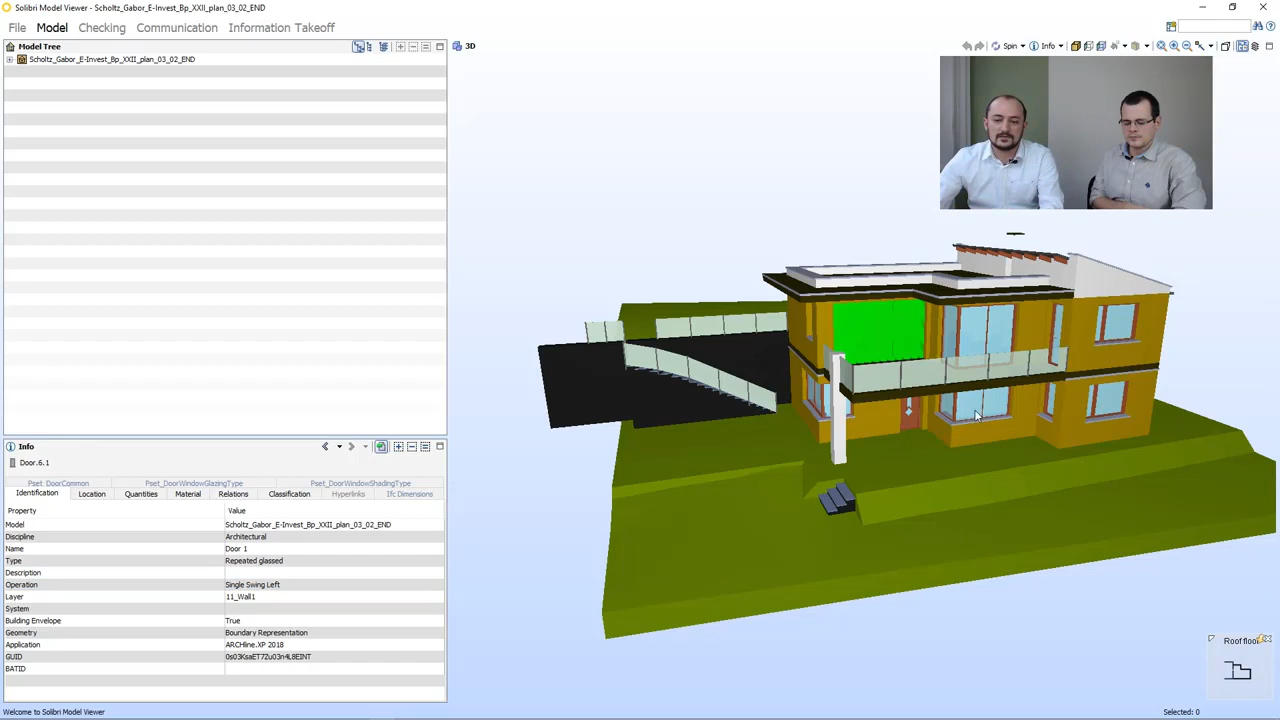 Solibri Model Viewer - Scholtz_Gabor_E-Invest_Bp_XXII_plan_03_02_END
File Model Checking Communication Information Takeoff
Model Tree
3D
Spin
Info
Scholtz_Gabor_E-Invest_Bp_XXII_plan_03_02_END
Info
Door.6.1
Pset_DoorCommon Pset_DoorWindowGlazingType Pset_DoorWindowShadingType
Identification Location Quantities Material Relations Classification Hyperlinks Ifc Dimensions
Property Value
Model Scholtz_Gabor_E-Invest_Bp_XXII_plan_03_02_END
Discipline Architectural
Name Door 1
Type Repeated glassed
Description
Operation Single Swing Left
Layer 11_Wall1
System
Building Envelope True
Geometry Boundary Representation
Application ARCHline.XP 2018
GUID 0s03KsaET7Zu03n4L8EINT
BATID
Roof floor
Welcome to Solibri Model Viewer
Selected: 0